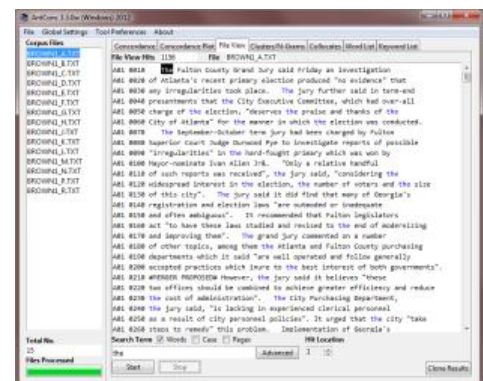 AntConc 3.3.0w (Windows) 2012
File Global Settings Tool Preferences About
Corpus Files
BROWN1_A.TXT
BROWN1_B.TXT
BROWN1_C.TXT
BROWN1_D.TXT
BROWN1_E.TXT
BROWN1_F.TXT
BROWN1_G.TXT
BROWN1_H.TXT
BROWN1_J.TXT
BROWN1_K.TXT
BROWN1_L.TXT
BROWN1_M.TXT
BROWN1_N.TXT
BROWN1_P.TXT
BROWN1_R.TXT
Total No.
15
Files Processed
Concordance Concordance Plot File View Clusters/N-Grams Collocates Word List Keyword List
File View Hits 1136 File BROWN1_A.TXT
A01 0010 The Fulton County Grand Jury said Friday an investigation
A01 0020 of Atlanta's recent primary election produced "no evidence" that
A01 0030 any irregularities took place. The jury further said in term-end
A01 0040 presentments that the City Executive Committee, which had over-all
A01 0050 charge of the election, "deserves the praise and thanks of the
A01 0060 City of Atlanta" for the manner in which the election was conducted.
A01 0070 The September-October term jury had been charged by Fulton
A01 0080 Superior Court Judge Durwood Pye to investigate reports of possible
A01 0090 "irregularities" in the hard-fought primary which was won by
A01 0100 Mayor-nominate Ivan Allen Jr&. "Only a relative handful
A01 0110 of such reports was received", the jury said, "considering the
A01 0120 widespread interest in the election, the number of voters and the size
A01 0130 of this city". The jury said it did find that many of Georgia's
A01 0140 registration and election laws "are outmoded or inadequate
A01 0150 and often ambiguous". It recommended that Fulton legislators
A01 0160 act "to have these laws studied and revised to the end of modernizing
A01 0170 and improving them". The grand jury commented on a number
A01 0180 of other topics, among them the Atlanta and Fulton County purchasing
A01 0190 departments which it said "are well operated and follow generally
A01 0200 accepted practices which inure to the best interest of both governments".
A01 0210 #MERGER PROPOSED# However, the jury said it believes "these
A01 0220 two offices should be combined to achieve greater efficiency and reduce
A01 0230 the cost of administration". The City Purchasing Department,
A01 0240 the jury said, "is lacking in experienced clerical personnel
A01 0250 as a result of city personnel policies". It urged that the city "take
A01 0260 steps to remedy" this problem. Implementation of Georgia's
Search Term Words Case Regex Hit Location
the Advanced 1
Start Stop Clone Results